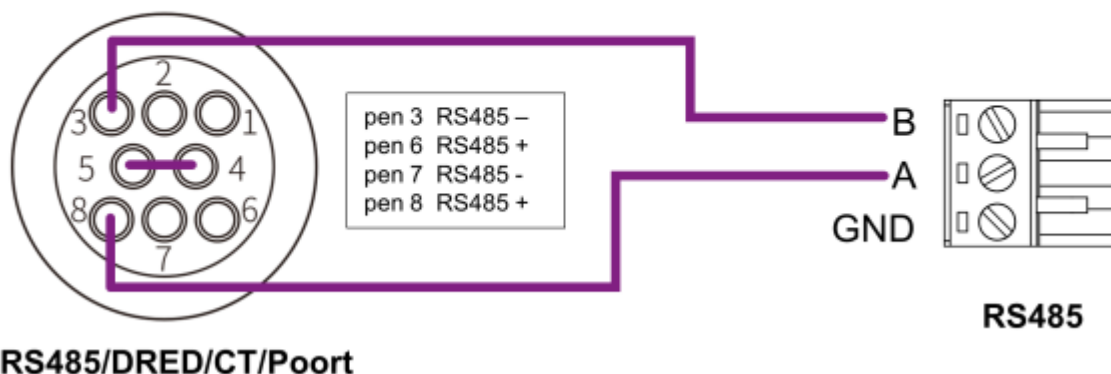 2
3
1
5
4
8
6
7
pen 3 RS485 –
pen 6 RS485 +
pen 7 RS485 -
pen 8 RS485 +
B
A
GND
RS485
RS485/DRED/CT/Poort